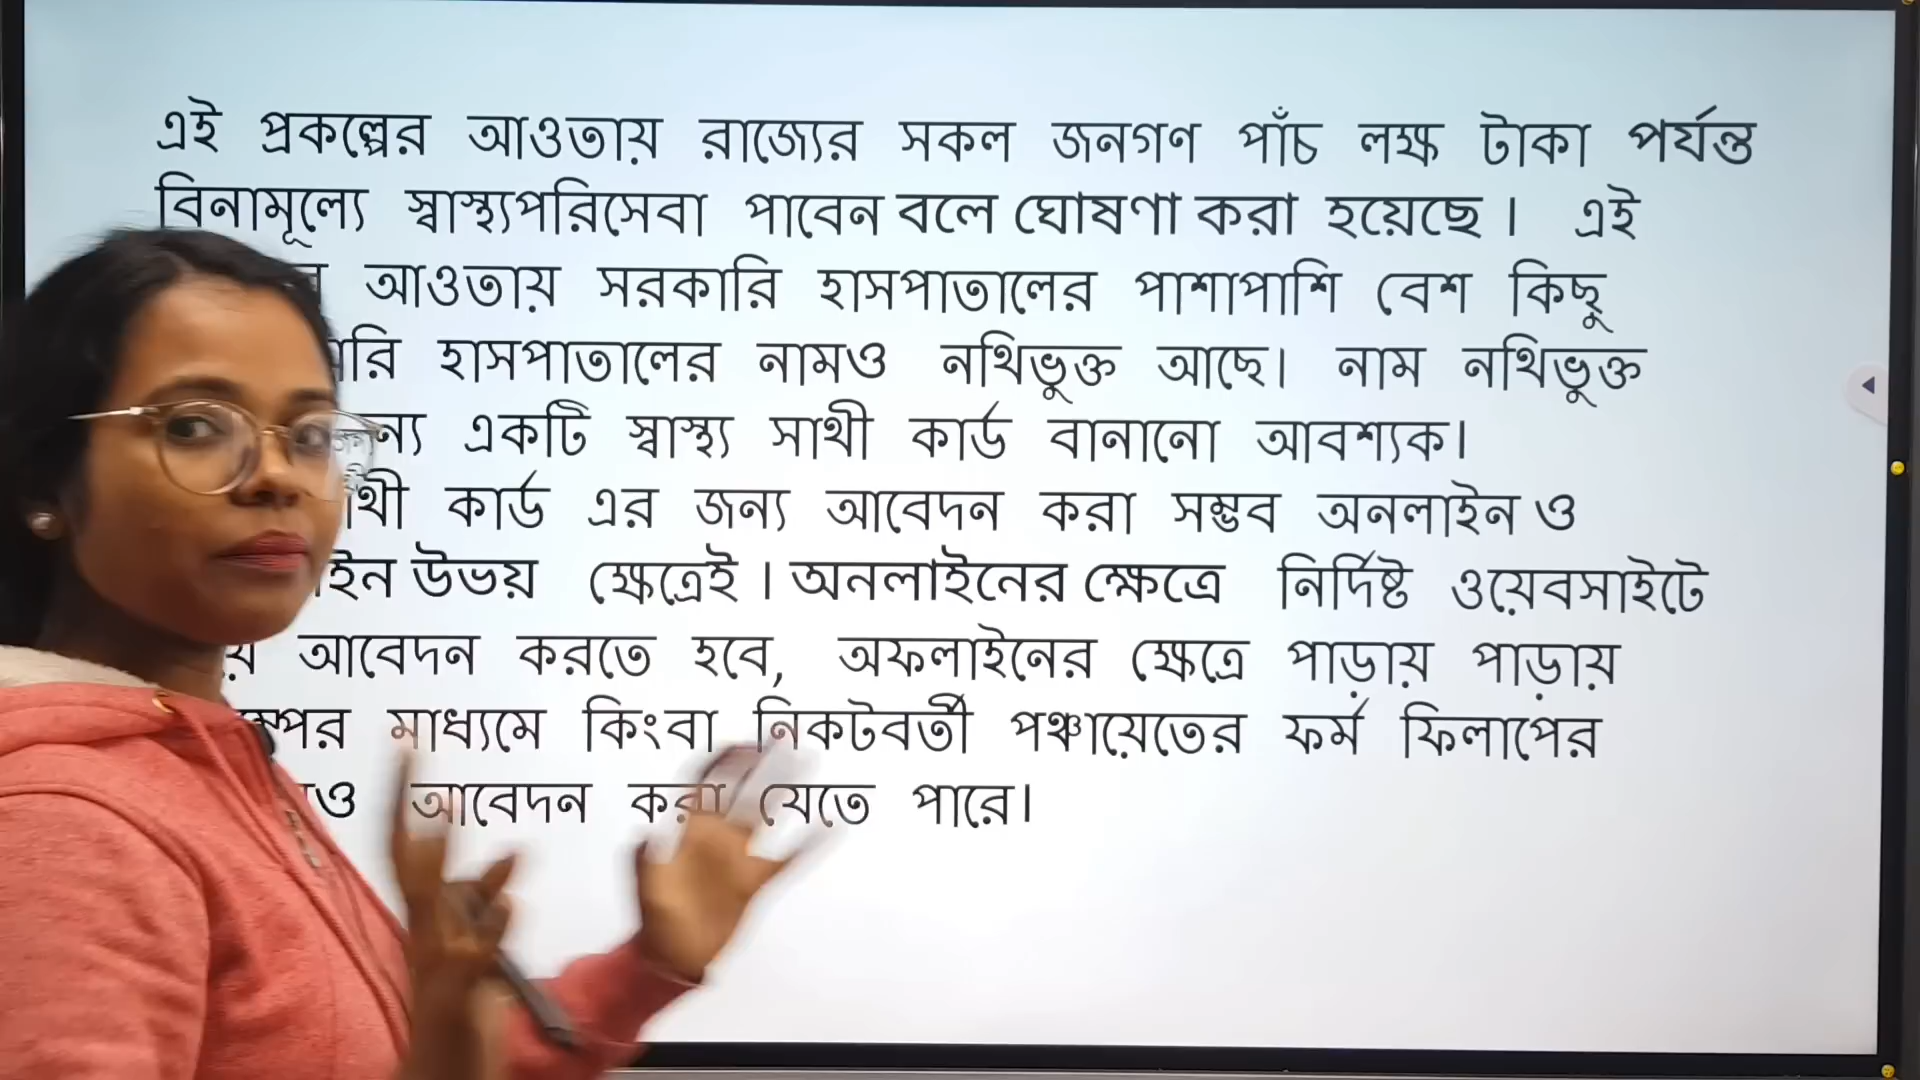 এই প্রকল্পের আওতায় রাজ্যের সকল জনগণ পাঁচ লক্ষ টাকা পর্যন্ত
বিনামূল্যে স্বাস্থ্যপরিসেবা পাবেন বলে ঘোষণা করা হয়েছে । এই
আওতায় সরকারি হাসপাতালের পাশাপাশি বেশ কিছু
হাসপাতালের নামও নথিভুক্ত আছে। নাম নথিভুক্ত
একটি স্বাস্থ্য সাথী কার্ড বানানো আবশ্যক।
কার্ড এর জন্য আবেদন করা সম্ভব অনলাইন ও
উভয় ক্ষেত্রেই । অনলাইনের ক্ষেত্রে নির্দিষ্ট ওয়েবসাইটে
আবেদন করতে হবে, অফলাইনের ক্ষেত্রে পাড়ায় পাড়ায়
মাধ্যমে কিংবা নিকটবর্তী পঞ্চায়েতের ফর্ম ফিলাপের
আবেদন করা যেতে পারে।